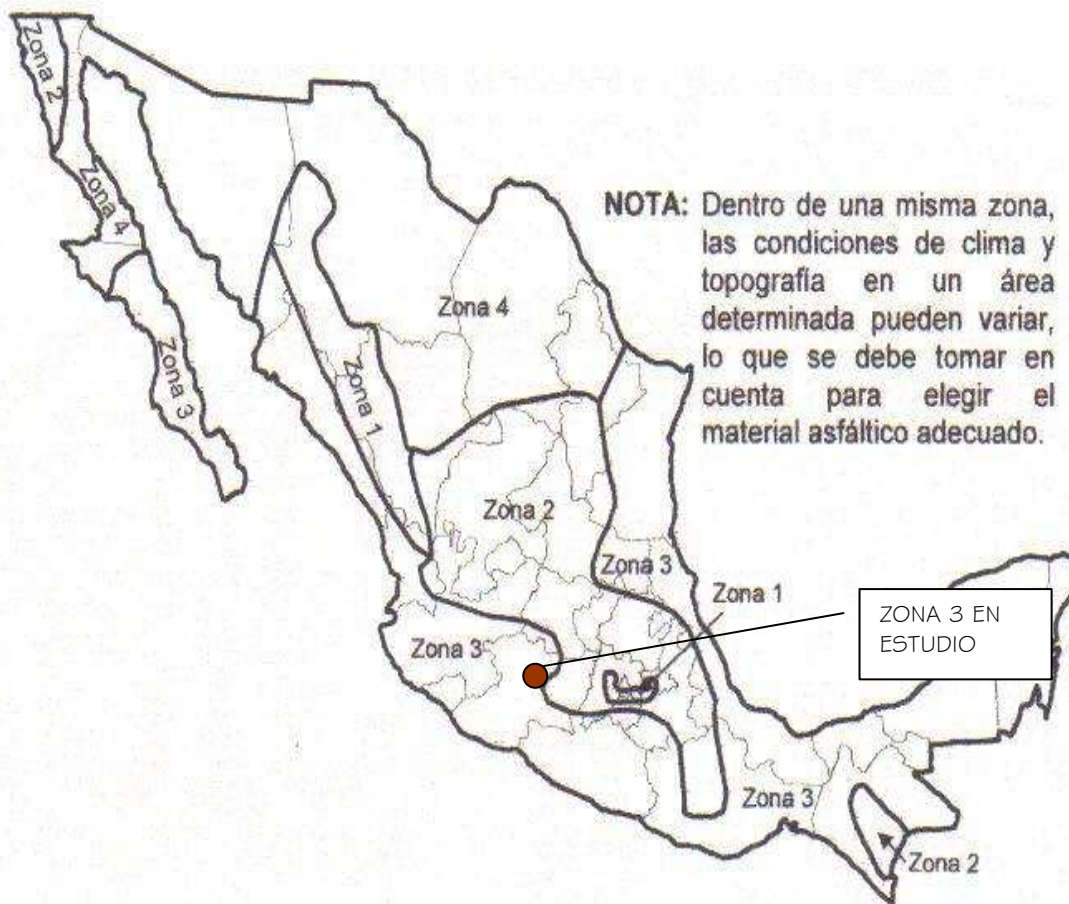 Zona 2
Zona 4
Zona 3
Zona 1
Zona 4
NOTA: Dentro de una misma zona,
las condiciones de clima y
topografía en un área
determinada pueden variar,
lo que se debe tomar en
cuenta para elegir el
material asfáltico adecuado.
Zona 2
Zona 3
Zona 1
Zona 3
ZONA 3 EN
ESTUDIO
Zona 3
Zona 2